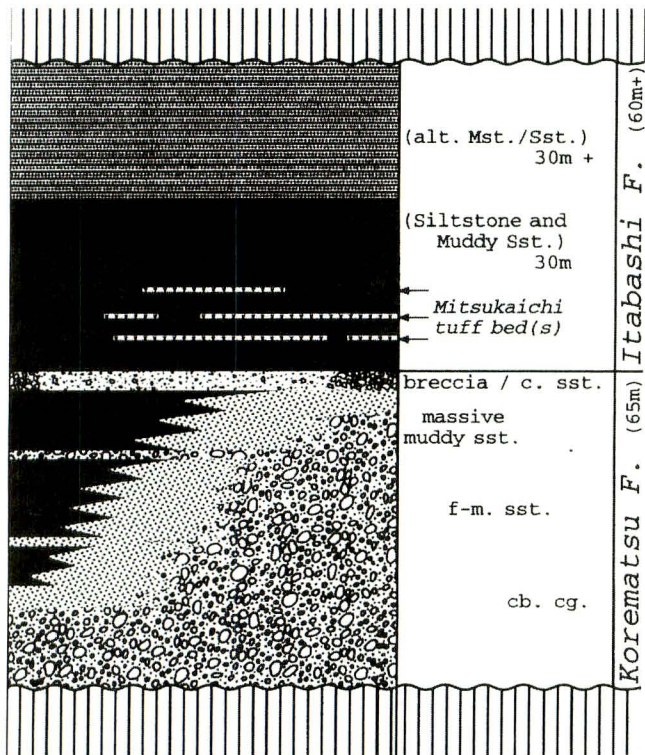 (alt. Mst./Sst.)
30m +
(Siltstone and
Muddy Sst.)
30m
Mitsukaichi
tuff bed(s)
breccia / c. sst.
massive
muddy sst.
f-m. sst.
cb. cg.
Itabashi F. (60m+)
Korematsu F. (65m)